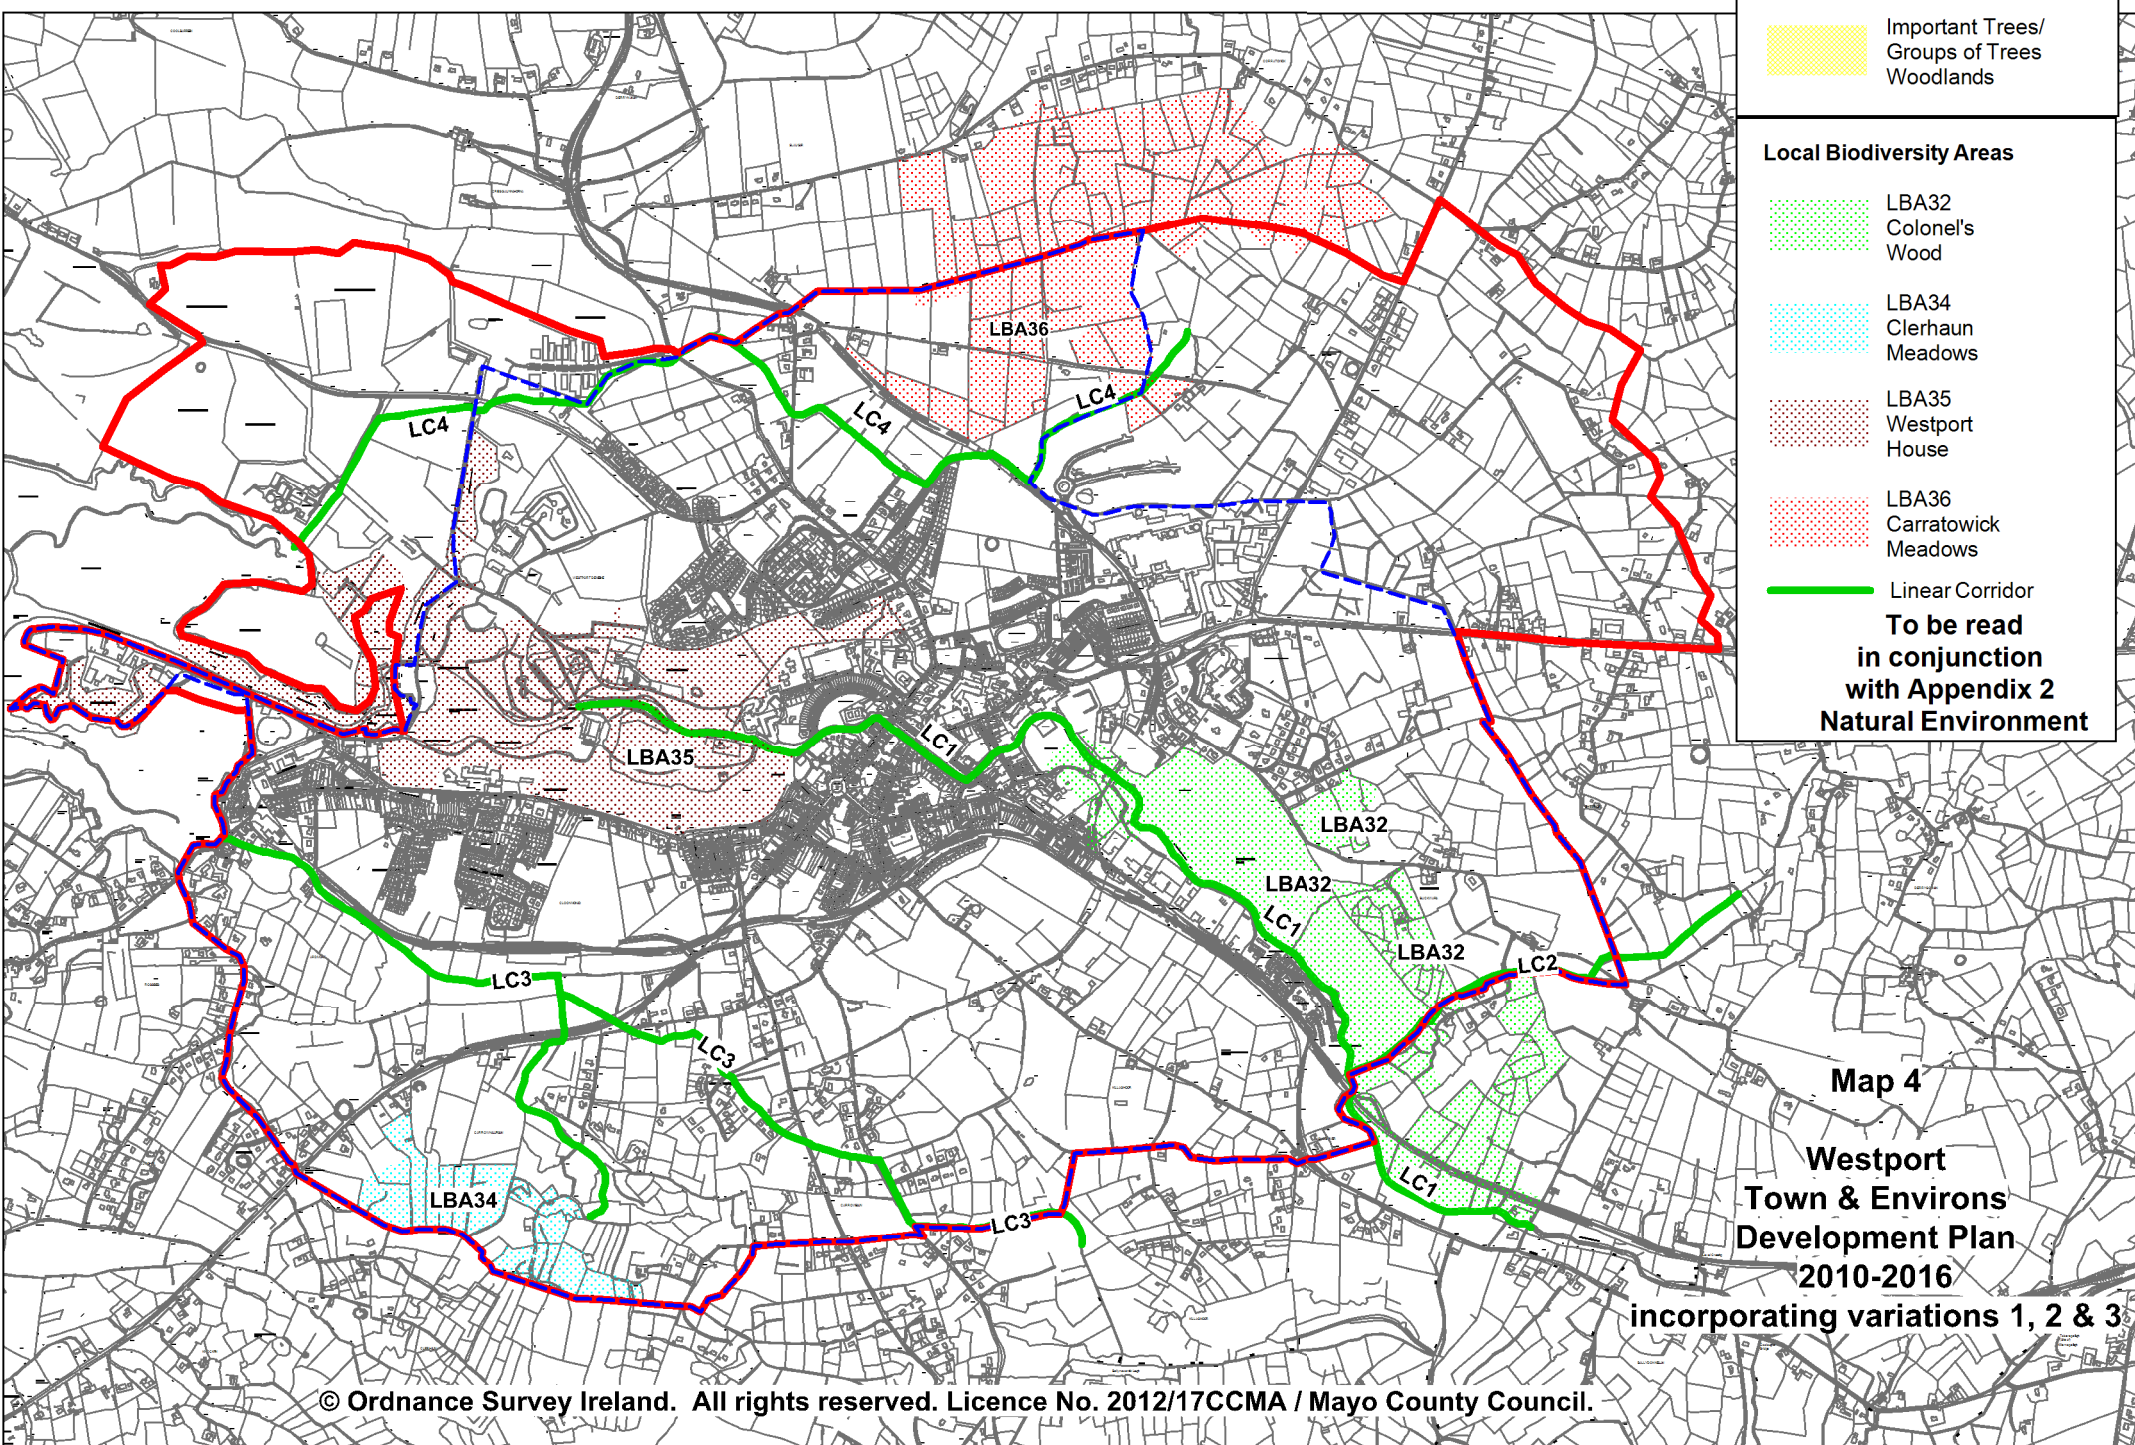 Important Trees/
Groups of Trees
Woodlands
Local Biodiversity Areas
LBA32
Colonel's
Wood
LBA34
Clerhaun
Meadows
LBA35
Westport
House
LBA36
Carratowick
Meadows
Linear Corridor
To be read
in conjunction
with Appendix 2
Natural Environment
LBA36
LC4
LC4
LC4
LBA35
LC1
LBA32
LBA32
LC1
LBA32
LC2
LC3
LC3
LBA34
LC3
LC1
Map 4
Westport
Town & Environs
Development Plan
2010-2016
incorporating variations 1, 2 & 3
© Ordnance Survey Ireland. All rights reserved. Licence No. 2012/17CCMA / Mayo County Council.